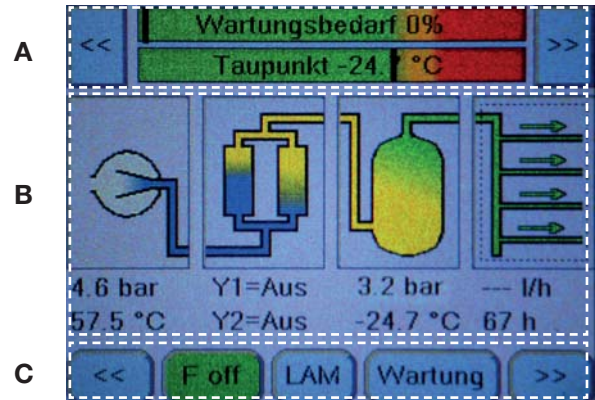 A
<< Wartungsbedarf 0% >>
Taupunkt -24.7 °C
B
4.6 bar Y1=Aus 3.2 bar --- l/h
57.5 °C Y2=Aus -24.7 °C 67 h
C
<< F off LAM Wartung >>